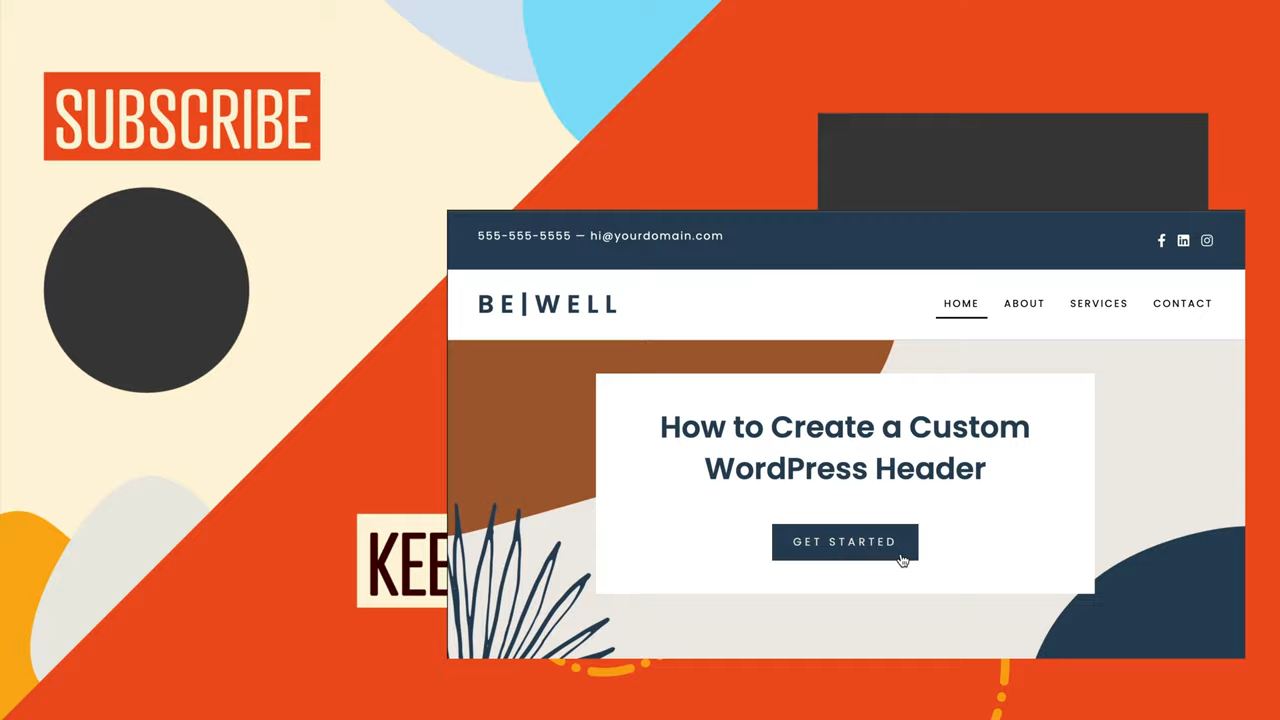 SUBSCRIBE
555-555-5555 — hi@yourdomain.com
BE|WELL
HOME ABOUT SERVICES CONTACT
How to Create a Custom
WordPress Header
GET STARTED